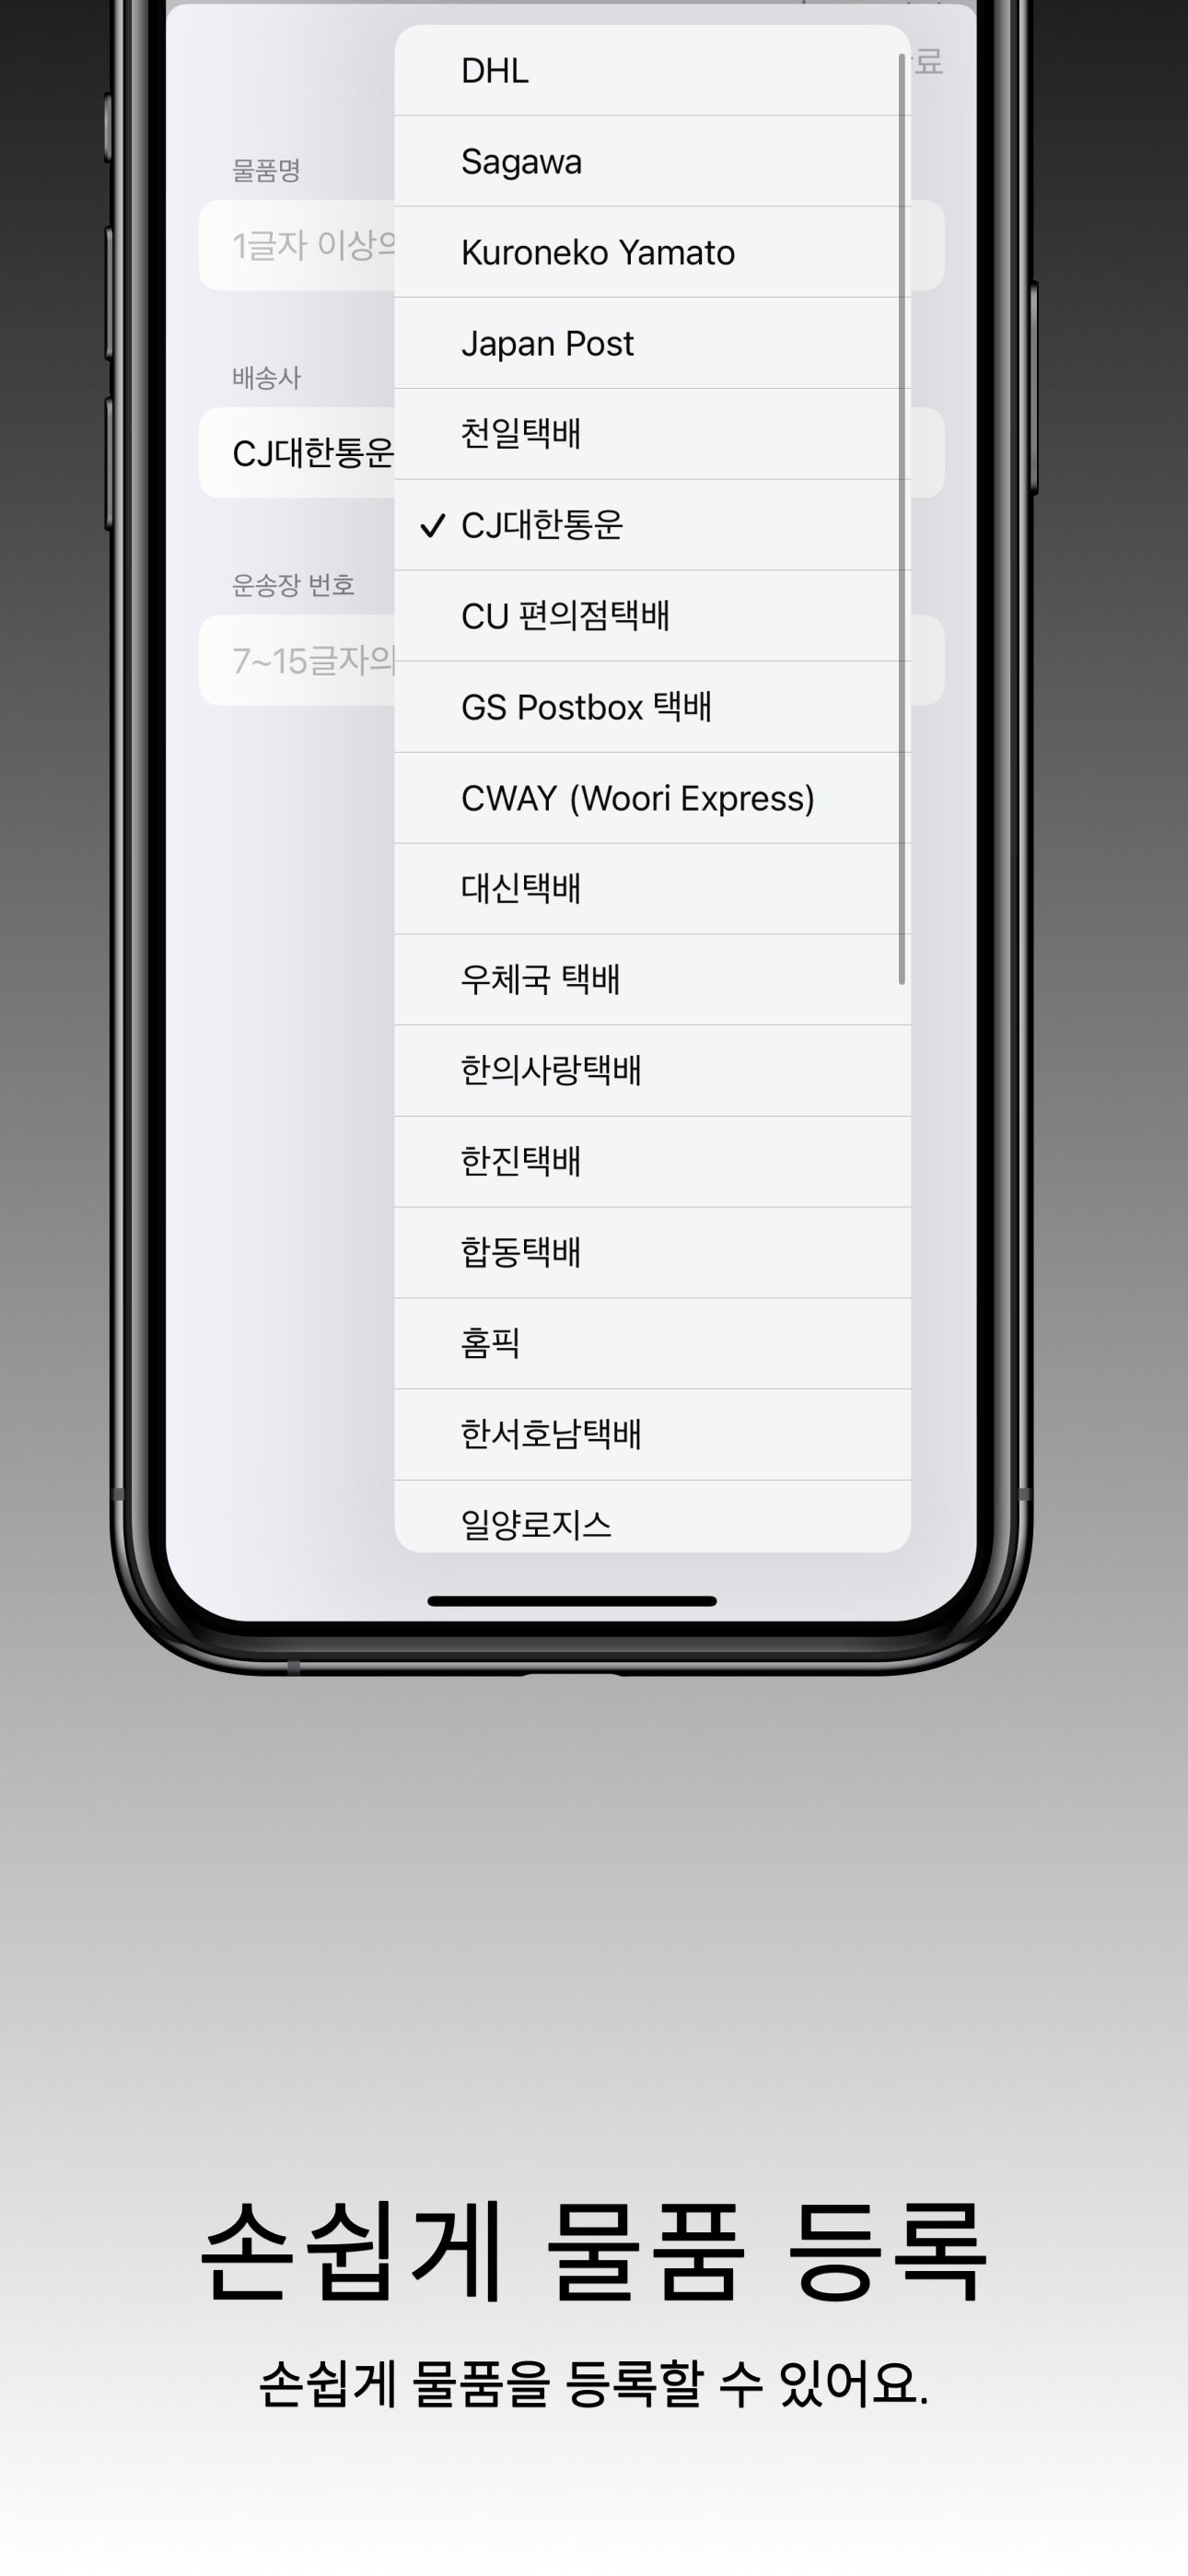 료
물품명
1글자 이상의
배송사
CJ대한통운
운송장 번호
7~15글자의
DHL
Sagawa
Kuroneko Yamato
Japan Post
천일택배
✓ CJ대한통운
CU 편의점택배
GS Postbox 택배
CWAY (Woori Express)
대신택배
우체국 택배
한의사랑택배
한진택배
합동택배
홈픽
한서호남택배
일양로지스
손쉽게 물품 등록
손쉽게 물품을 등록할 수 있어요.